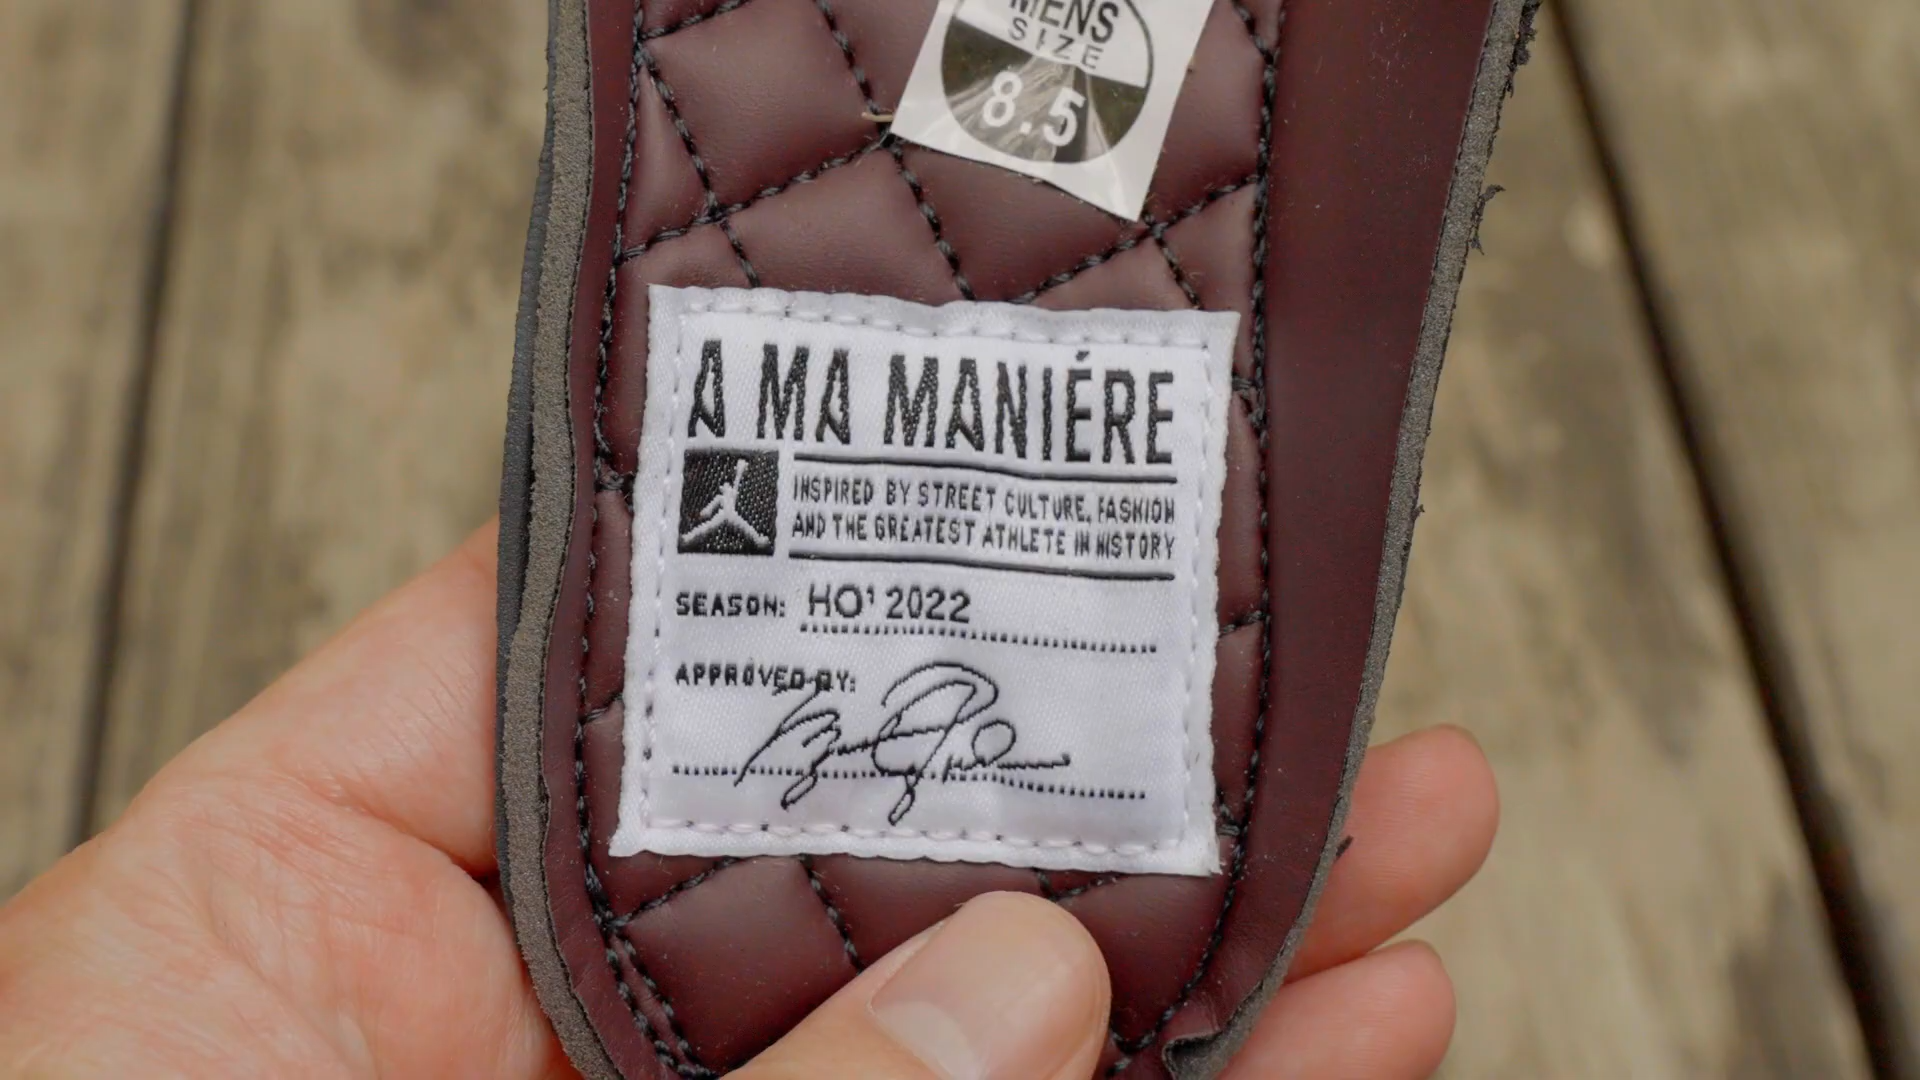 MENS
SIZE
8.5
A MA MANIÉRE
INSPIRED BY STREET CULTURE, FASHION
AND THE GREATEST ATHLETE IN HISTORY
SEASON: HO' 2022
APPROVED BY: